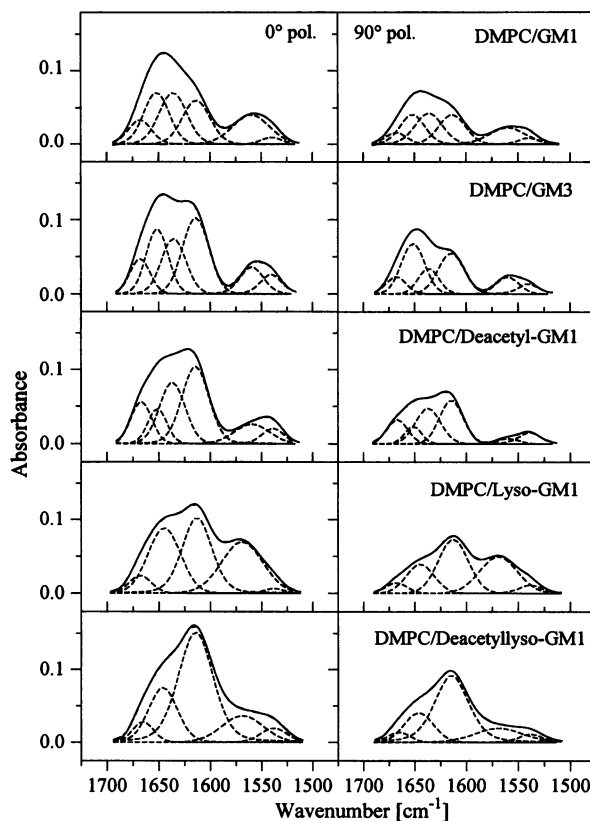 0° pol.
90° pol.
DMPC/GM1
0.1
0.0
DMPC/GM3
0.1
0.0
DMPC/Deacetyl-GM1
0.1
0.0
DMPC/Lyso-GM1
0.1
0.0
DMPC/Deacetyllyso-GM1
0.1
0.0
Absorbance
1700 1650 1600 1550 1500
1700 1650 1600 1550 1500
Wavenumber [cm⁻¹]